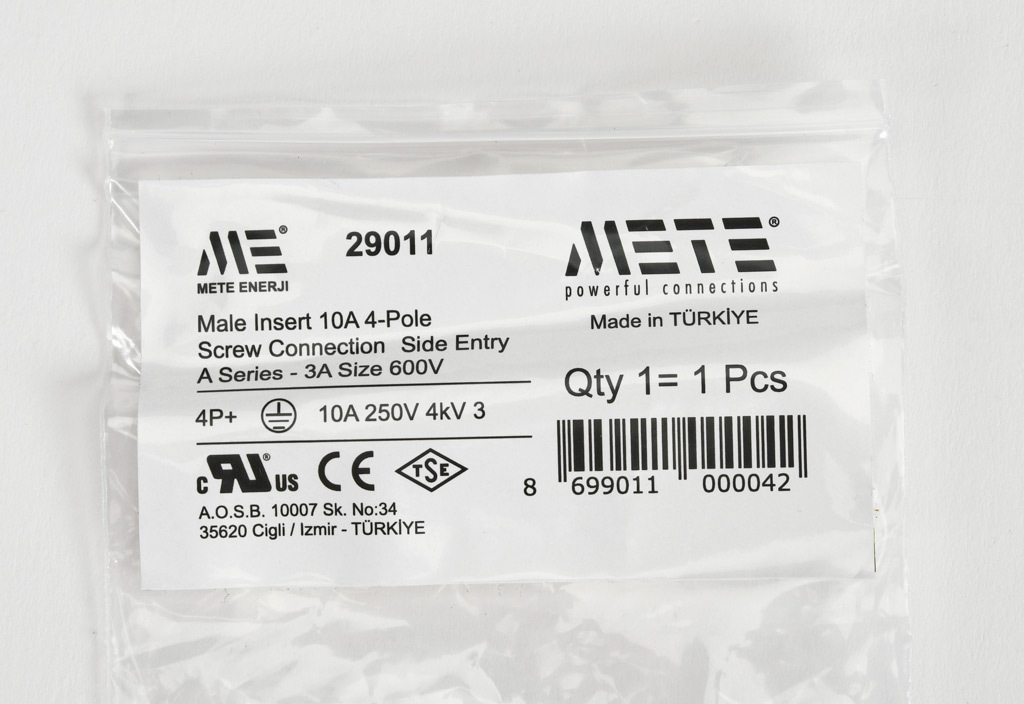 ME®
METE ENERJI
29011
Male Insert 10A 4-Pole
Screw Connection Side Entry
A Series - 3A Size 600V
4P+ 10A 250V 4kV 3
c RU® US CE TSE
A.O.S.B. 10007 Sk. No:34
35620 Cigli / Izmir - TÜRKİYE
METE®
powerful connections
Made in TÜRKİYE
Qty 1= 1 Pcs
8 699011 000042